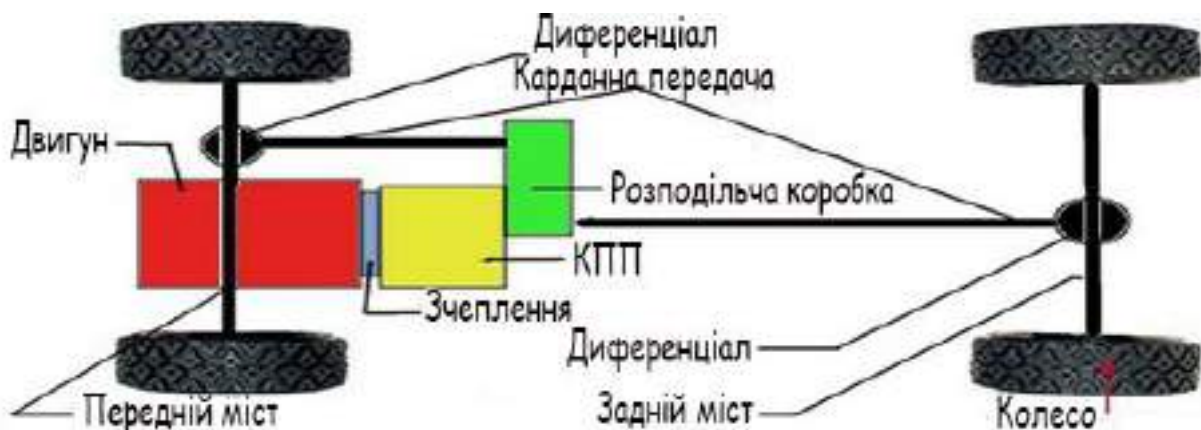 Диференціал
Карданна передача
Двигун
Розподільча коробка
КПП
Зчеплення
Диференціал
Передній міст
Задній міст
Колесо